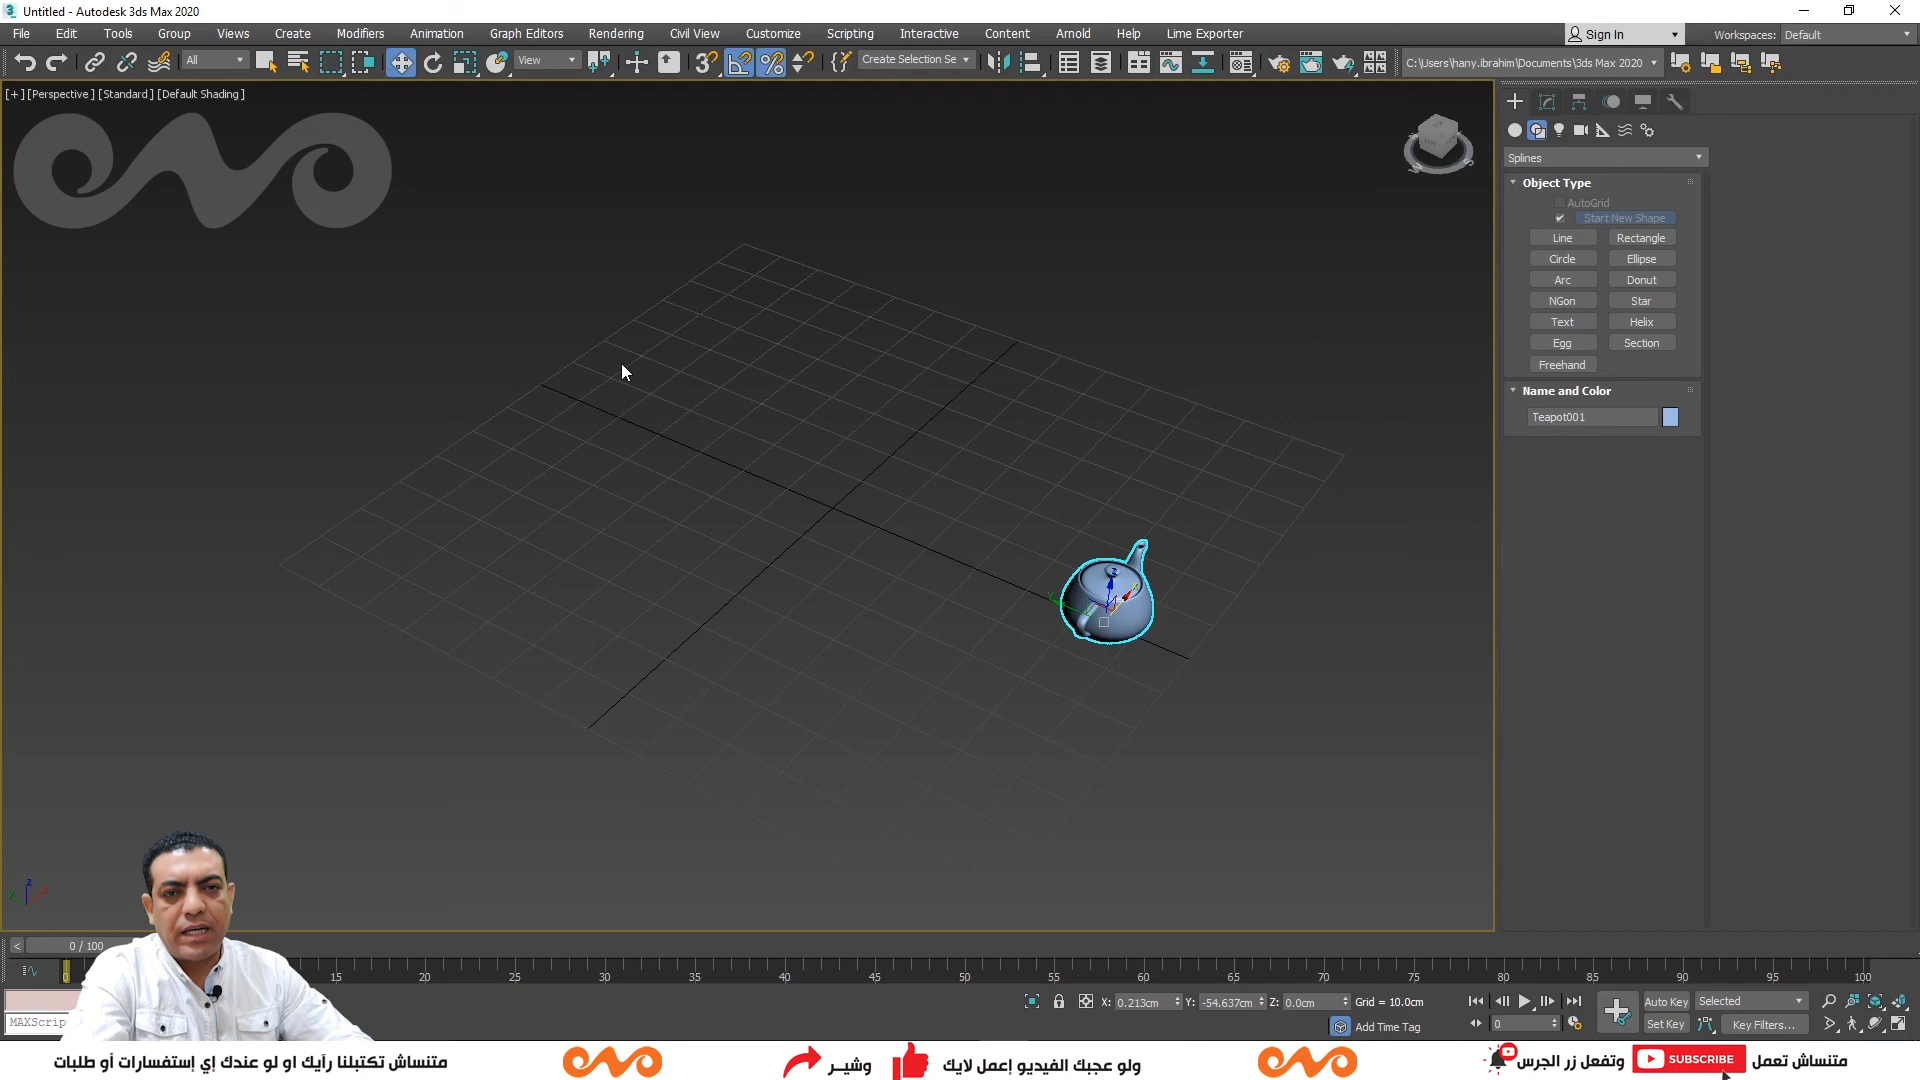 Untitled - Autodesk 3ds Max 2020
File Edit Tools Group Views Create Modifiers Animation Graph Editors Rendering Civil View Customize Scripting Interactive Content Arnold Help Lime Exporter Sign In Workspaces: Default
All View Create Selection Se C:\Users\hany.ibrahim\Documents\3ds Max 2020
[+] [Perspective] [Standard] [Default Shading]
Splines
Object Type
AutoGrid
Start New Shape
Line Rectangle
Circle Ellipse
Arc Donut
NGon Star
Text Helix
Egg Section
Freehand
Name and Color
Teapot001
0 / 100
0 15 20 25 30 35 40 45 50 55 60 65 70 75 80 85 90 95 100
X: 0.213cm Y: -54.637cm Z: 0.0cm Grid = 10.0cm Auto Key Selected
MAXScrip Add Time Tag 0 Set Key Key Filters...
متنساش تعمل SUBSCRIBE وتفعل زر الجرس
ولو عجبك الفيديو إعمل لايك وشير
متنساش تكتبلنا رآيك او لو عندك إي إستفسارات أو طلبات